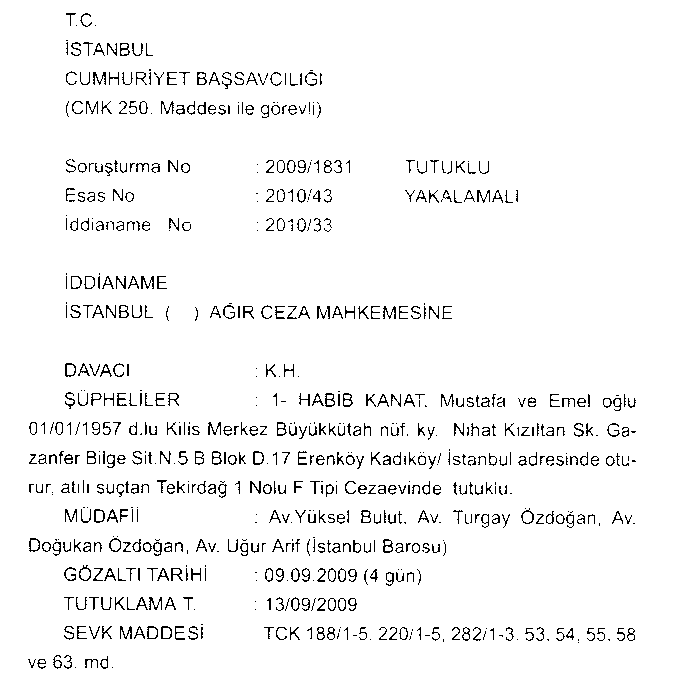 T.C.
İSTANBUL
CUMHURİYET BAŞSAVCILIĞI
(CMK 250. Maddesi ile görevli)
Soruşturma No : 2009/1831 TUTUKLU
Esas No : 2010/43 YAKALAMALI
İddianame No : 2010/33
İDDİANAME
İSTANBUL ( ) AĞIR CEZA MAHKEMESİNE
DAVACI : K.H.
ŞÜPHELİLER : 1- HABİB KANAT, Mustafa ve Emel oğlu
01/01/1957 d.lu Kilis Merkez Büyükkütah nüf. ky. Nihat Kızıltan Sk. Ga-
zanfer Bilge Sit.N.5 B Blok D.17 Erenköy Kadıköy/ İstanbul adresinde otu-
rur, atılı suçtan Tekirdağ 1 Nolu F Tipi Cezaevinde tutuklu.
MÜDAFİİ : Av.Yüksel Bulut, Av. Turgay Özdoğan, Av.
Doğukan Özdoğan, Av. Uğur Arif (İstanbul Barosu)
GÖZALTI TARİHİ : 09.09.2009 (4 gün)
TUTUKLAMA T. : 13/09/2009
SEVK MADDESİ TCK 188/1-5, 220/1-5, 282/1-3, 53, 54, 55, 58
ve 63. md.